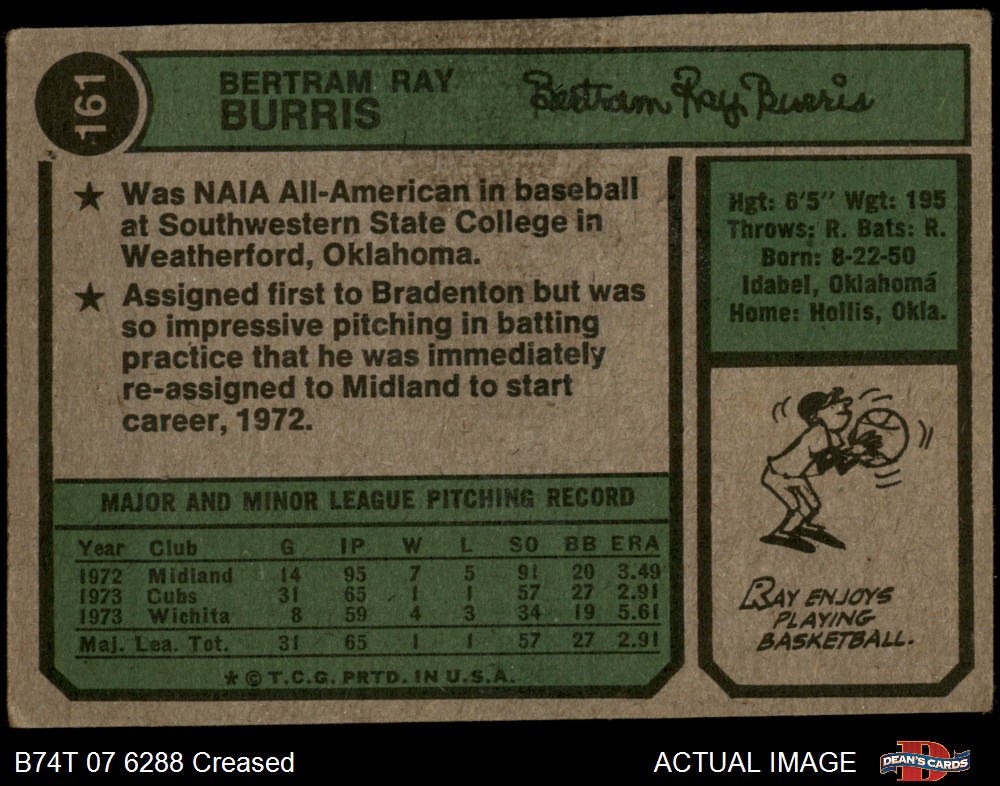 161
BERTRAM RAY
BURRIS
Bertram Ray Burris
★ Was NAIA All-American in baseball
at Southwestern State College in
Weatherford, Oklahoma.
★ Assigned first to Bradenton but was
so impressive pitching in batting
practice that he was immediately
re-assigned to Midland to start
career, 1972.
Hgt: 6'5" Wgt: 195
Throws: R. Bats: R.
Born: 8-22-50
Idabel, Oklahoma
Home: Hollis, Okla.
MAJOR AND MINOR LEAGUE PITCHING RECORD
Year Club G IP W L SO BB ERA
1972 Midland 14 95 7 5 91 20 3.49
1973 Cubs 31 65 1 1 57 27 2.91
1973 Wichita 8 59 4 3 34 19 5.61
Maj. Lea. Tot. 31 65 1 1 57 27 2.91
* © T.C.G. PRTD. IN U.S.A.
RAY ENJOYS
PLAYING
BASKETBALL.
B74T 07 6288 Creased
ACTUAL IMAGE
D
DEAN'S CARDS